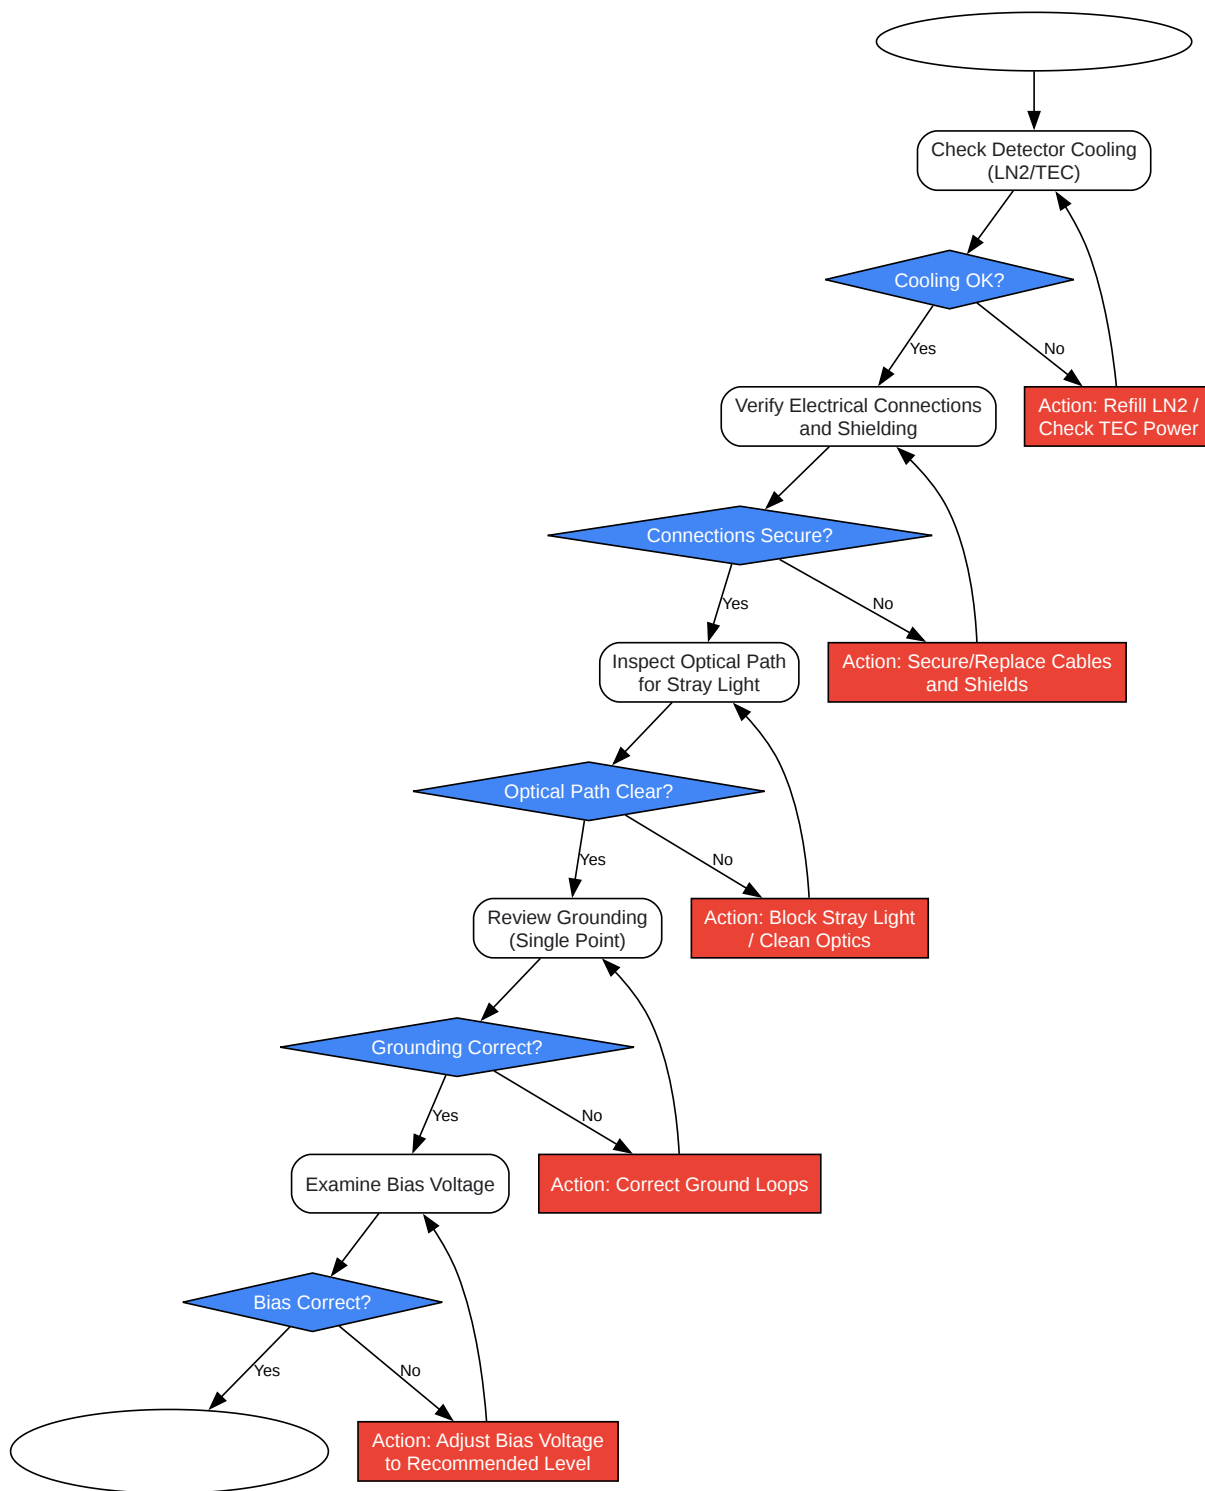 Check Detector Cooling
(LN2/TEC)
Cooling OK?
Yes
No
Verify Electrical Connections
and Shielding
Action: Refill LN2 /
Check TEC Power
Connections Secure?
Yes
No
Inspect Optical Path
for Stray Light
Action: Secure/Replace Cables
and Shields
Optical Path Clear?
Yes
No
Review Grounding
(Single Point)
Action: Block Stray Light
/ Clean Optics
Grounding Correct?
Yes
No
Examine Bias Voltage
Action: Correct Ground Loops
Bias Correct?
Yes
No
Action: Adjust Bias Voltage
to Recommended Level